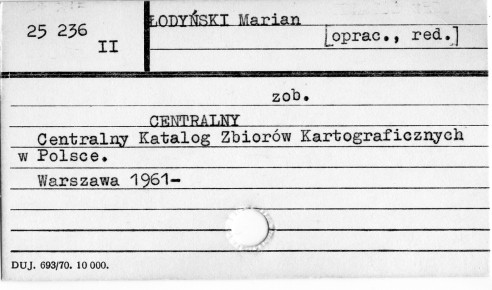 25 236
II
ŁODYŃSKI Marian
[oprac., red.]
zob.
CENTRALNY
Centralny Katalog Zbiorów Kartograficznych
w Polsce.
Warszawa 1961-
DUJ. 693/70. 10 000.